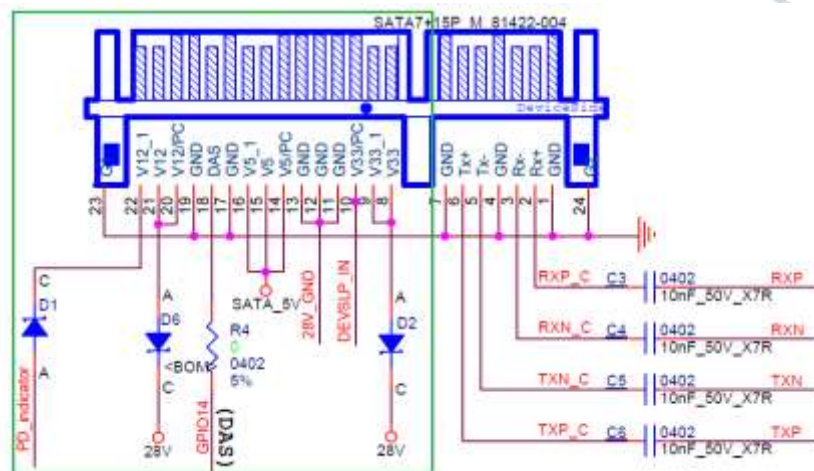 SATA7+15P_M_81422-004
DeviceSide
V12_1
V12
V12/PC
GND
DAS
GND
V5_1
V5
V5/PC
GND
GND
GND
V33/PC
V33_1
V33
GND
Tx+
Tx-
GND
Rx-
Rx+
GND
23
22
21
20
19
18
17
16
15
14
13
12
11
10
9
8
7
6
5
4
3
2
1
24
C
D1
A
PD_indicator
A
D6
<BOM
C
28V
SATA_5V
R4
0
0402
5%
GPIO14
(DAS)
28V_GND
DEVSLP_IN
A
D2
C
28V
RXP_C C3 0402 RXP
10nF_50V_X7R
RXN_C C4 0402 RXN
10nF_50V_X7R
TXN_C C5 0402 TXN
10nF_50V_X7R
TXP_C C6 0402 TXP
10nF_50V_X7R